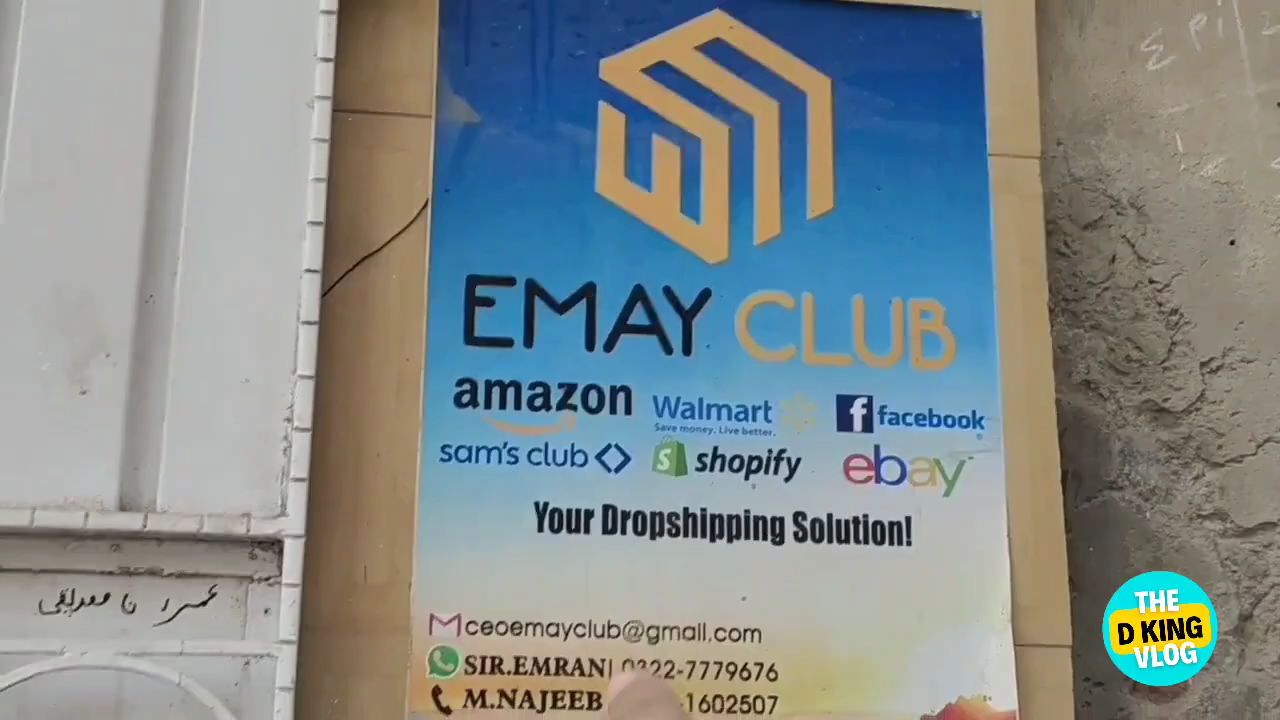 EMAY CLUB
amazon
Walmart
Save money. Live better.
facebook
sam's club
shopify
ebay
Your Dropshipping Solution!
ceoemayclub@gmail.com
SIR.EMRAN| 0322-7779676
M.NAJEEB -1602507
THE
D KING
VLOG